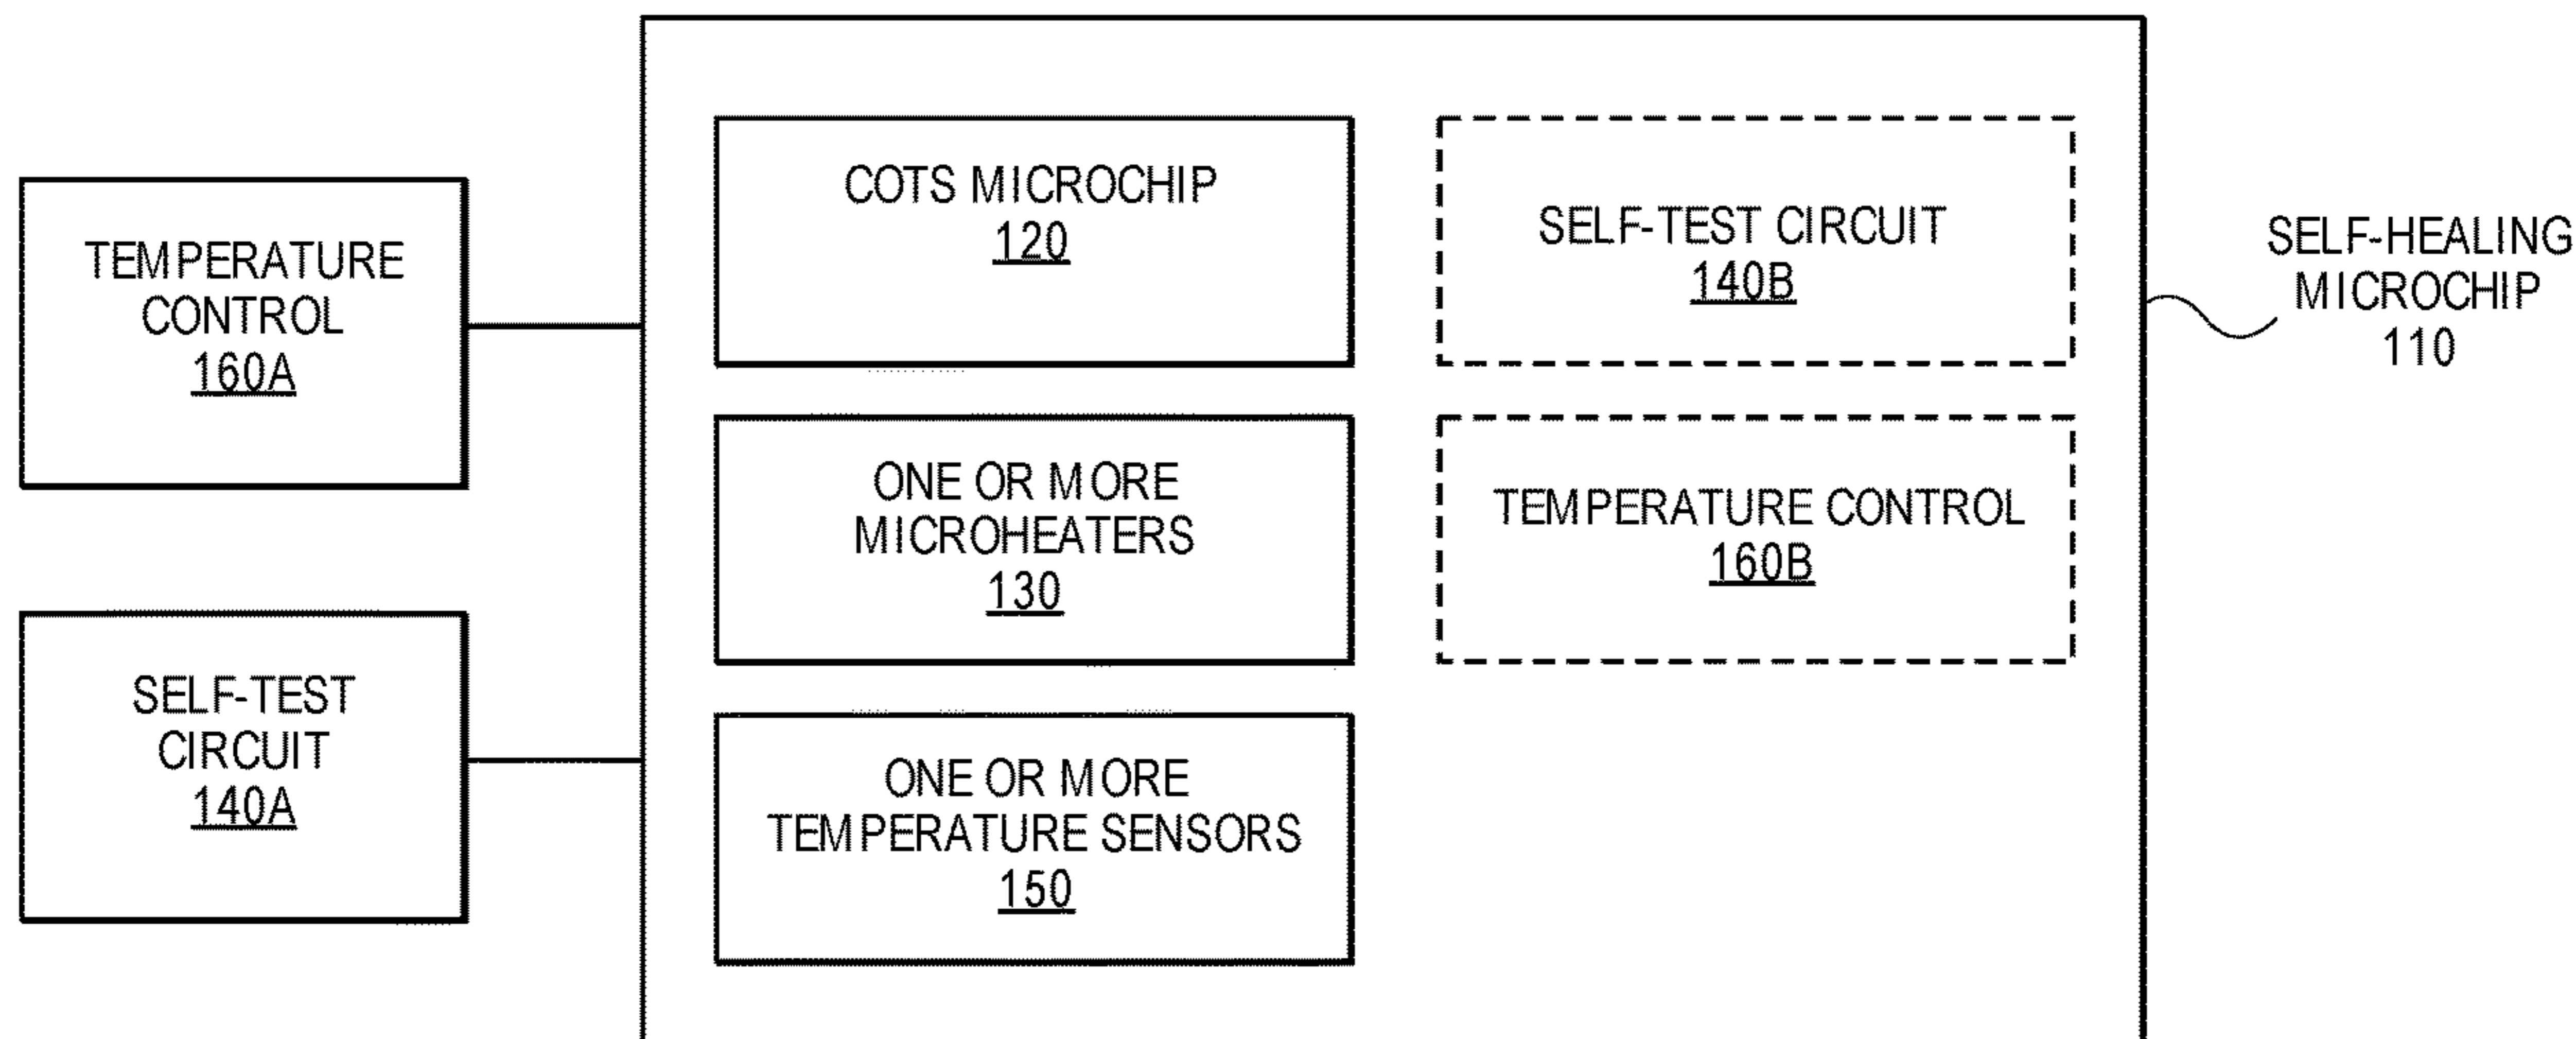 TEMPERATURE
CONTROL
160A
SELF-TEST
CIRCUIT
140A
COTS MICROCHIP
120
ONE OR MORE
MICROHEATERS
130
ONE OR MORE
TEMPERATURE SENSORS
150
SELF-TEST CIRCUIT
140B
TEMPERATURE CONTROL
160B
SELF-HEALING
MICROCHIP
110